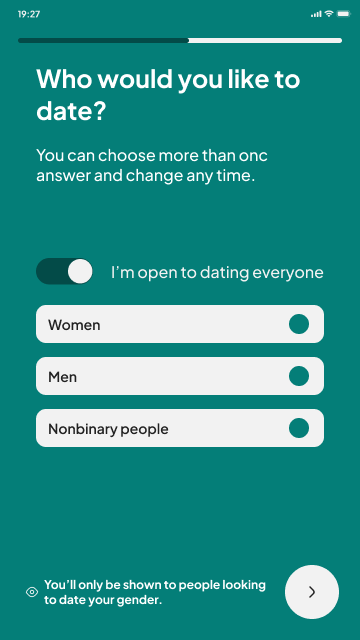 19:27
Who would you like to
date?
You can choose more than onc
answer and change any time.
I'm open to dating everyone
Women
Men
Nonbinary people
You'll only be shown to people looking
to date your gender.